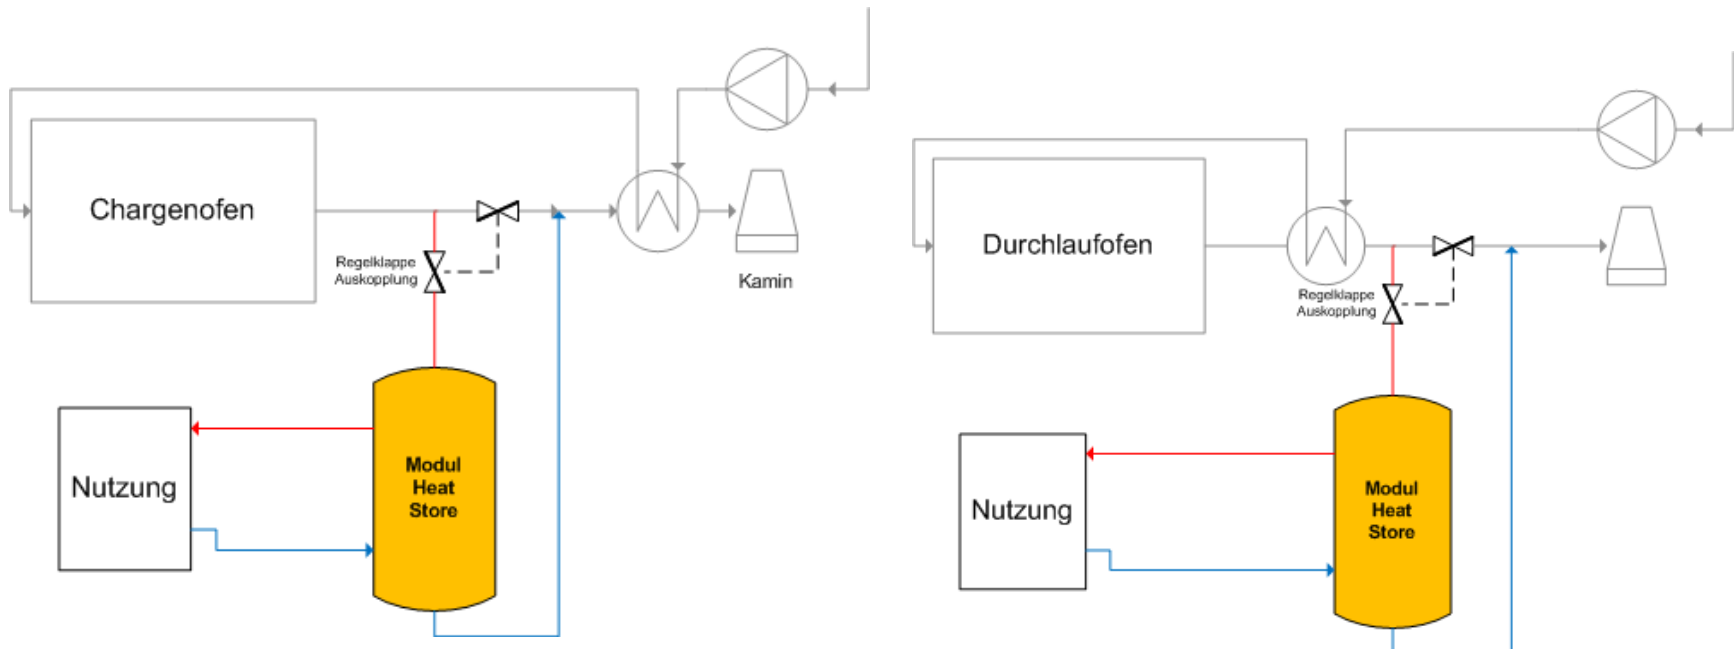 Chargenofen
Regelklappe
Auskopplung
Kamin
Nutzung
Modul
Heat
Store
Durchlaufofen
Regelklappe
Auskopplung
Nutzung
Modul
Heat
Store